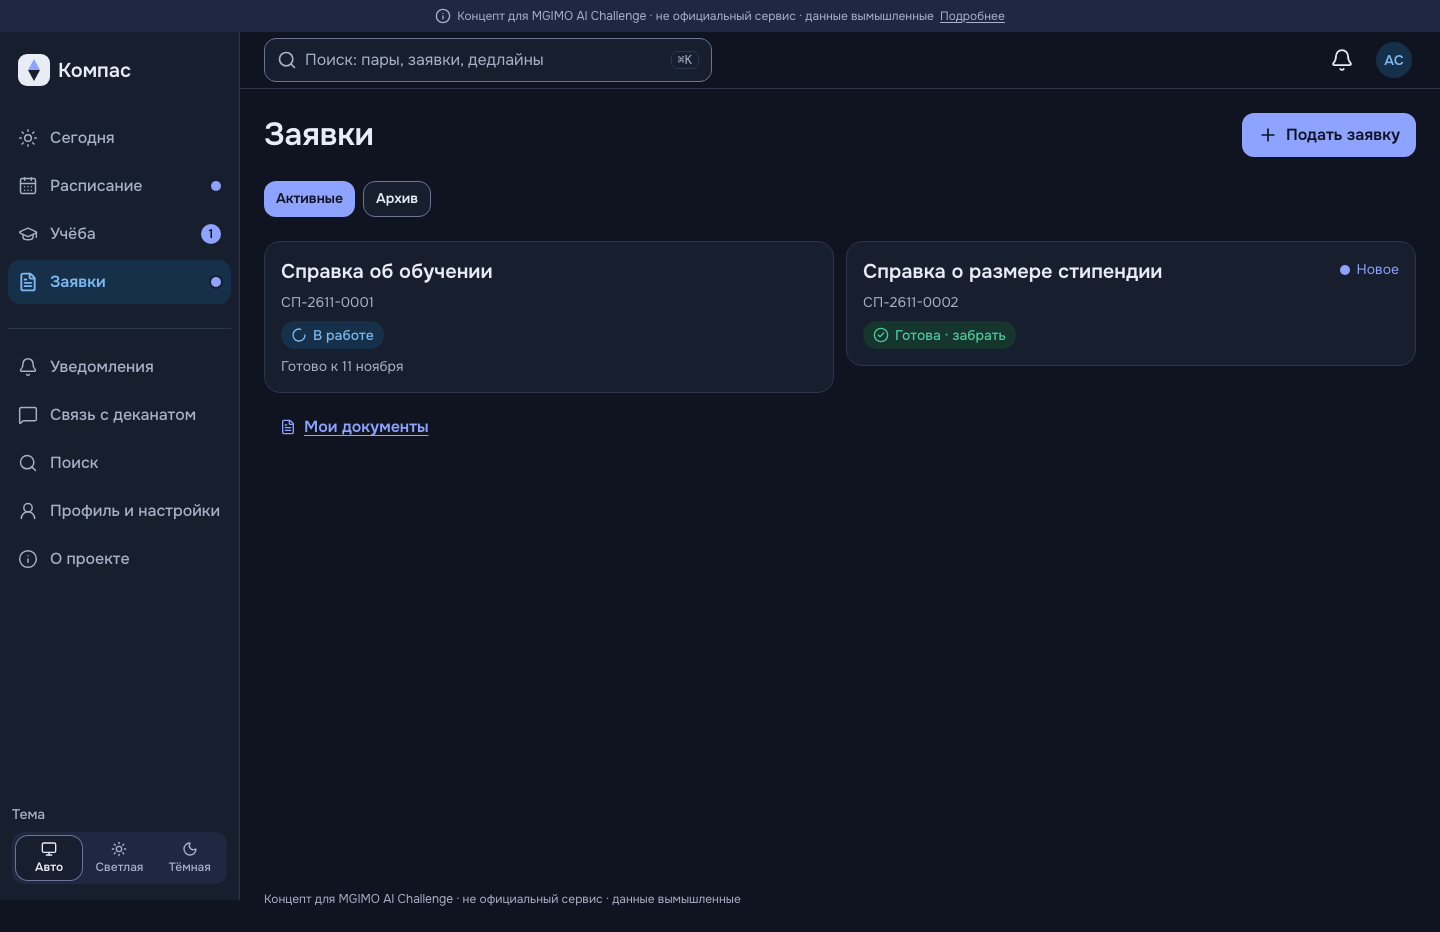 Концепт для MGIMO AI Challenge · не официальный сервис · данные вымышленные Подробнее
Компас
Поиск: пары, заявки, дедлайны
⌘K
АС
Сегодня
Расписание
Учёба
1
Заявки
Уведомления
Связь с деканатом
Поиск
Профиль и настройки
О проекте
Тема
Авто
Светлая
Тёмная
Заявки
Подать заявку
Активные
Архив
Справка об обучении
СП-2611-0001
В работе
Готово к 11 ноября
Справка о размере стипендии
Новое
СП-2611-0002
Готова · забрать
Мои документы
Концепт для MGIMO AI Challenge · не официальный сервис · данные вымышленные